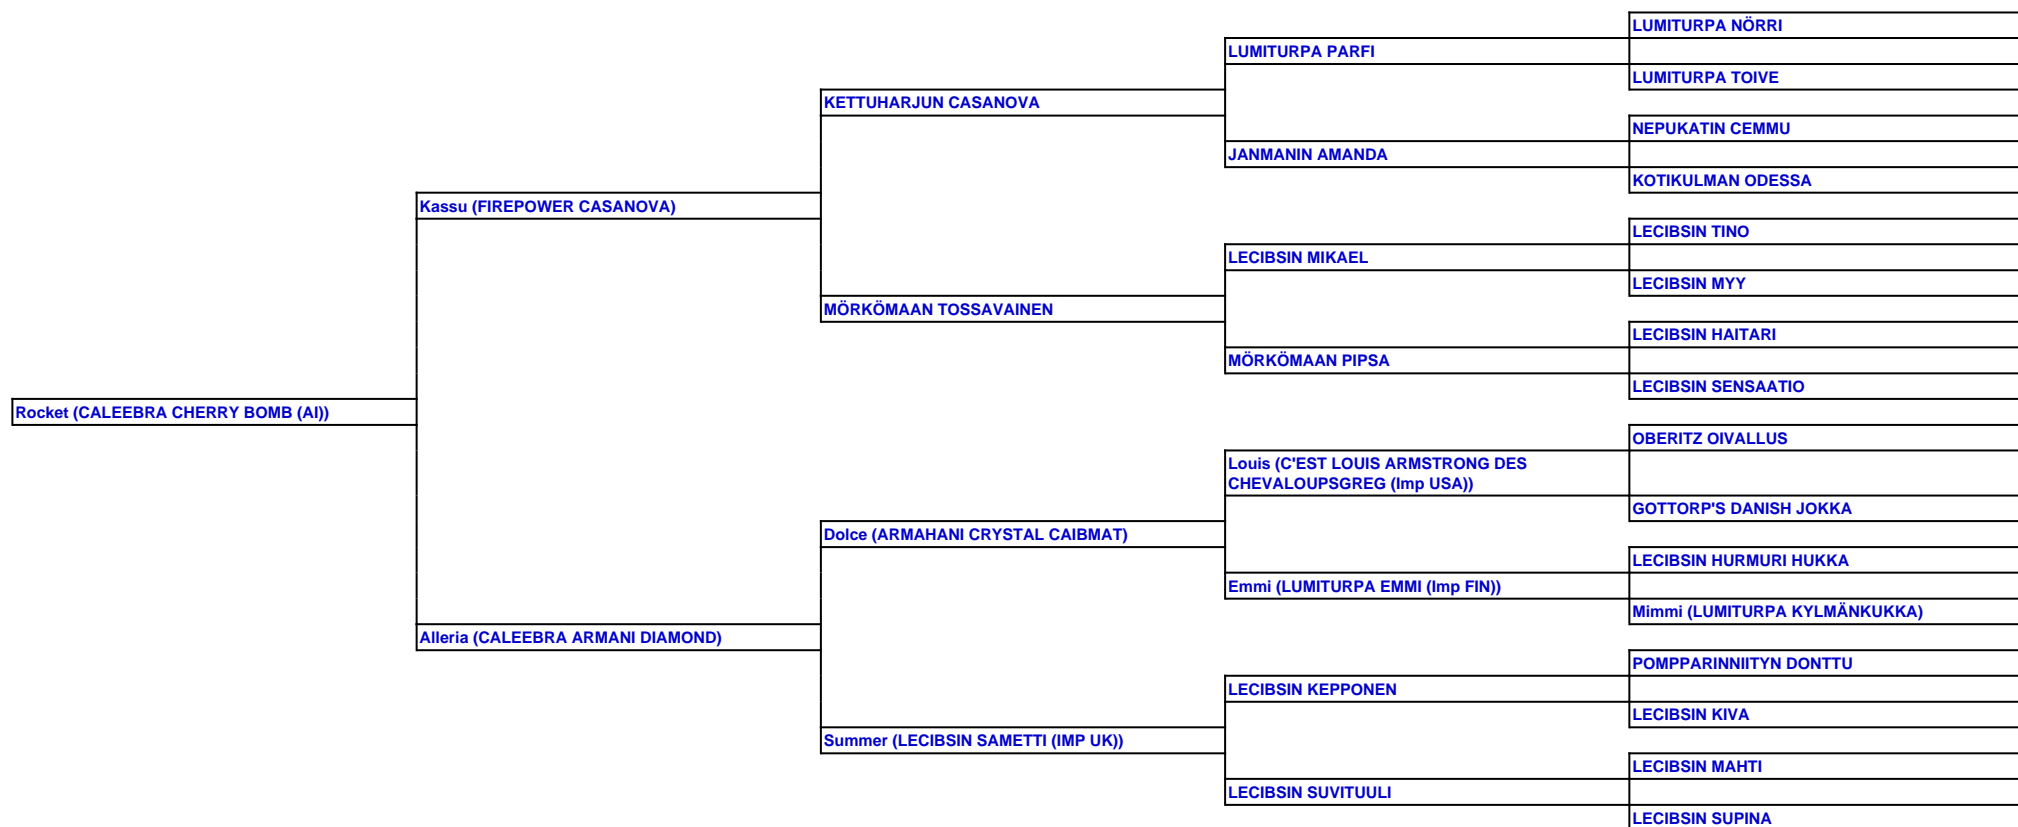 LUMITURPA NÖRRI
LUMITURPA PARFI
LUMITURPA TOIVE
KETTUHARJUN CASANOVA
NEPUKATIN CEMMU
JANMANIN AMANDA
KOTIKULMAN ODESSA
Kassu (FIREPOWER CASANOVA)
LECIBSIN TINO
LECIBSIN MIKAEL
LECIBSIN MYY
MÖRKÖMAAN TOSSAVAINEN
LECIBSIN HAITARI
MÖRKÖMAAN PIPSA
LECIBSIN SENSAATIO
Rocket (CALEEBRA CHERRY BOMB (AI))
OBERITZ OIVALLUS
Louis (C'EST LOUIS ARMSTRONG DES
CHEVALOUPSGREG (Imp USA))
GOTTORP'S DANISH JOKKA
Dolce (ARMAHANI CRYSTAL CAIBMAT)
LECIBSIN HURMURI HUKKA
Emmi (LUMITURPA EMMI (Imp FIN))
Mimmi (LUMITURPA KYLMÄNKUKKA)
Alleria (CALEEBRA ARMANI DIAMOND)
POMPPARINNIITYN DONTTU
LECIBSIN KEPPONEN
LECIBSIN KIVA
Summer (LECIBSIN SAMETTI (IMP UK))
LECIBSIN MAHTI
LECIBSIN SUVITUULI
LECIBSIN SUPINA